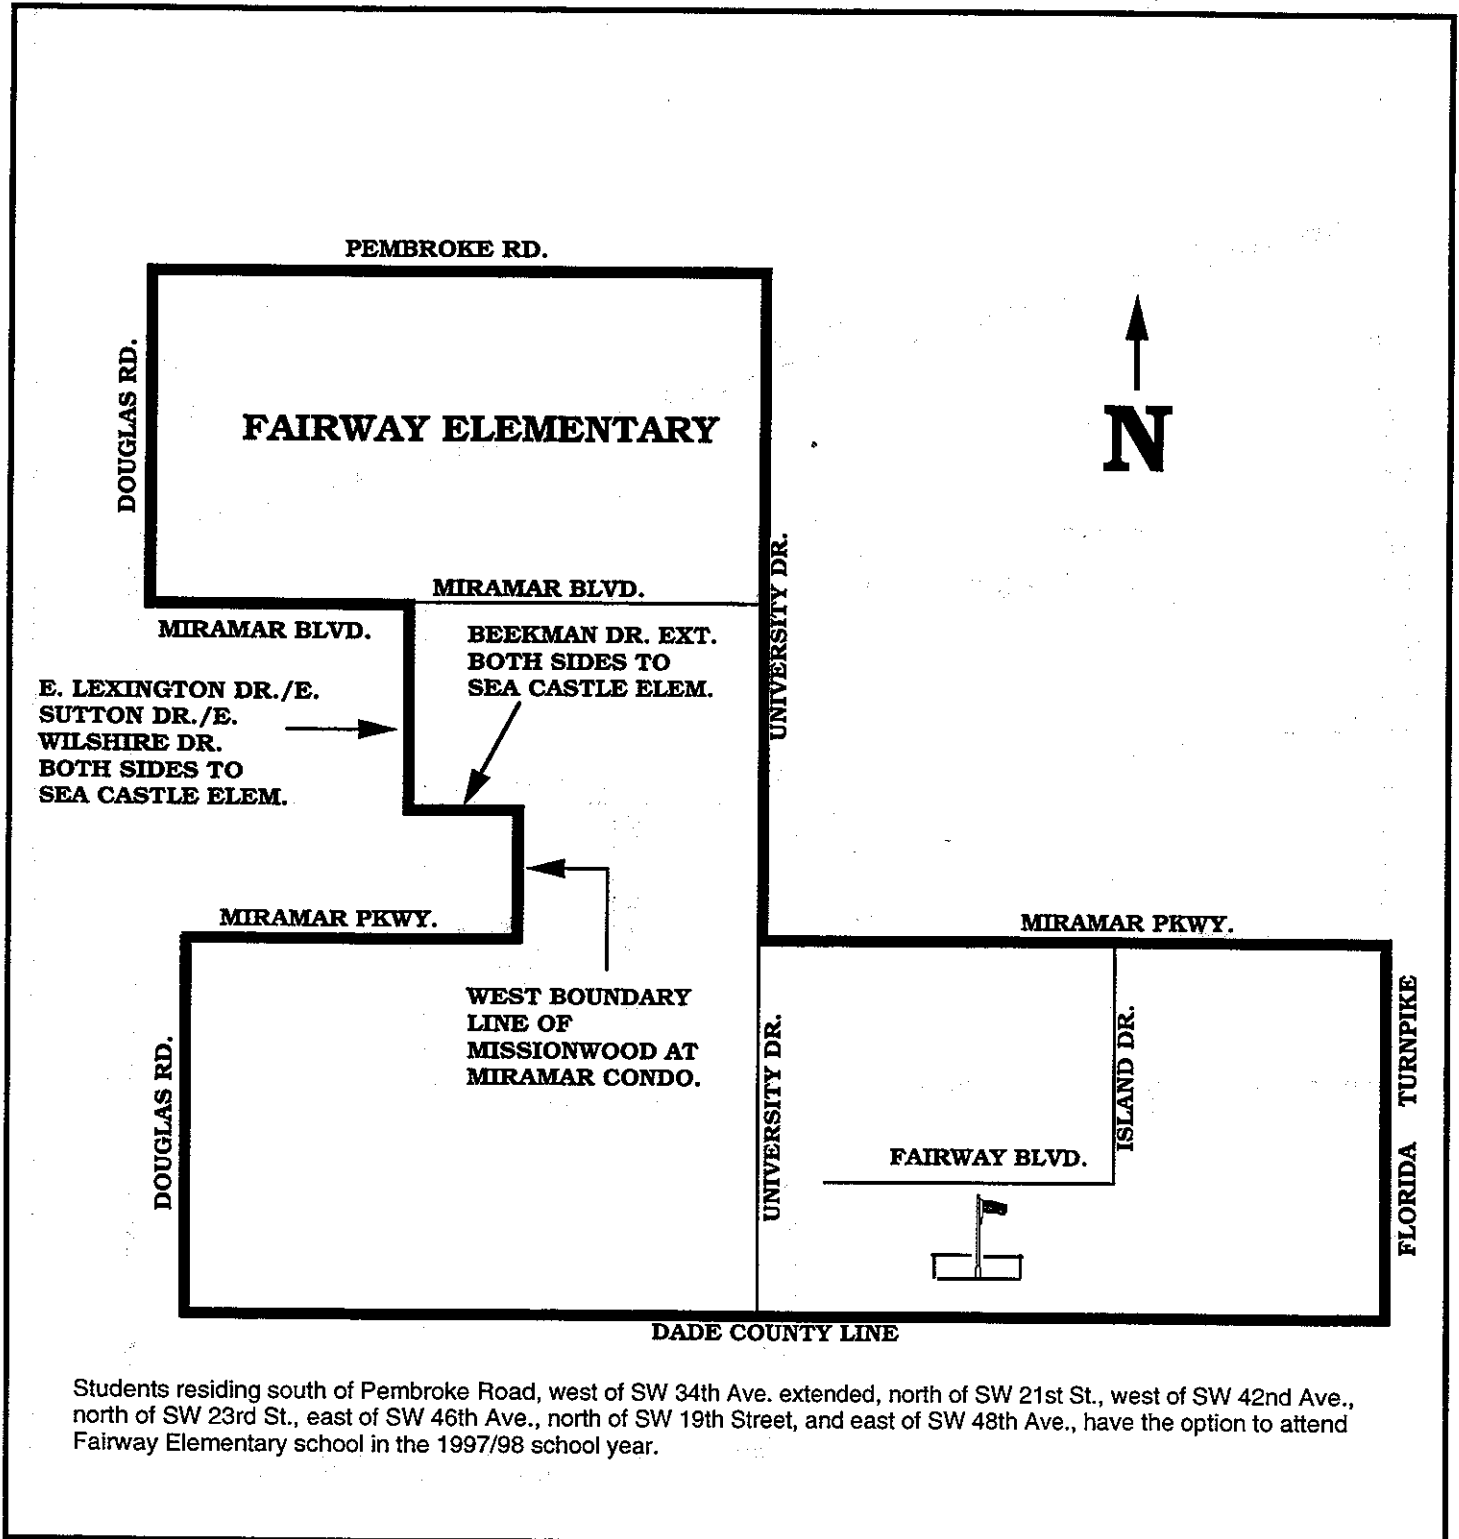 PEMBROKE RD.
DOUGLAS RD.
FAIRWAY ELEMENTARY
N
MIRAMAR BLVD.
UNIVERSITY DR.
MIRAMAR BLVD.
BEEKMAN DR. EXT.
BOTH SIDES TO
SEA CASTLE ELEM.
E. LEXINGTON DR./E.
SUTTON DR./E.
WILSHIRE DR.
BOTH SIDES TO
SEA CASTLE ELEM.
MIRAMAR PKWY.
MIRAMAR PKWY.
WEST BOUNDARY
LINE OF
MISSIONWOOD AT
MIRAMAR CONDO.
DOUGLAS RD.
UNIVERSITY DR.
ISLAND DR.
FLORIDA TURNPIKE
FAIRWAY BLVD.
DADE COUNTY LINE
Students residing south of Pembroke Road, west of SW 34th Ave. extended, north of SW 21st St., west of SW 42nd Ave.,
north of SW 23rd St., east of SW 46th Ave., north of SW 19th Street, and east of SW 48th Ave., have the option to attend
Fairway Elementary school in the 1997/98 school year.